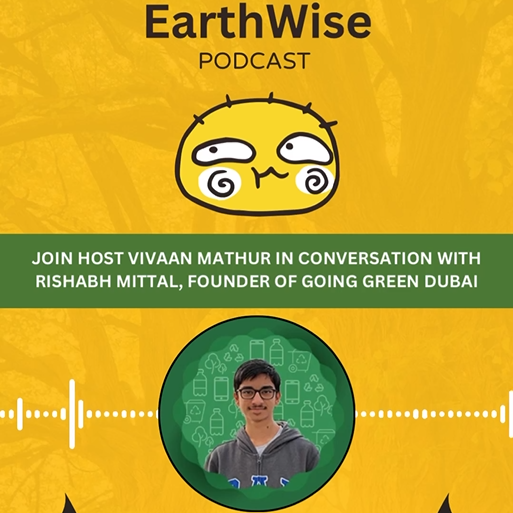 EarthWise
PODCAST
JOIN HOST VIVAAN MATHUR IN CONVERSATION WITH
RISHABH MITTAL, FOUNDER OF GOING GREEN DUBAI